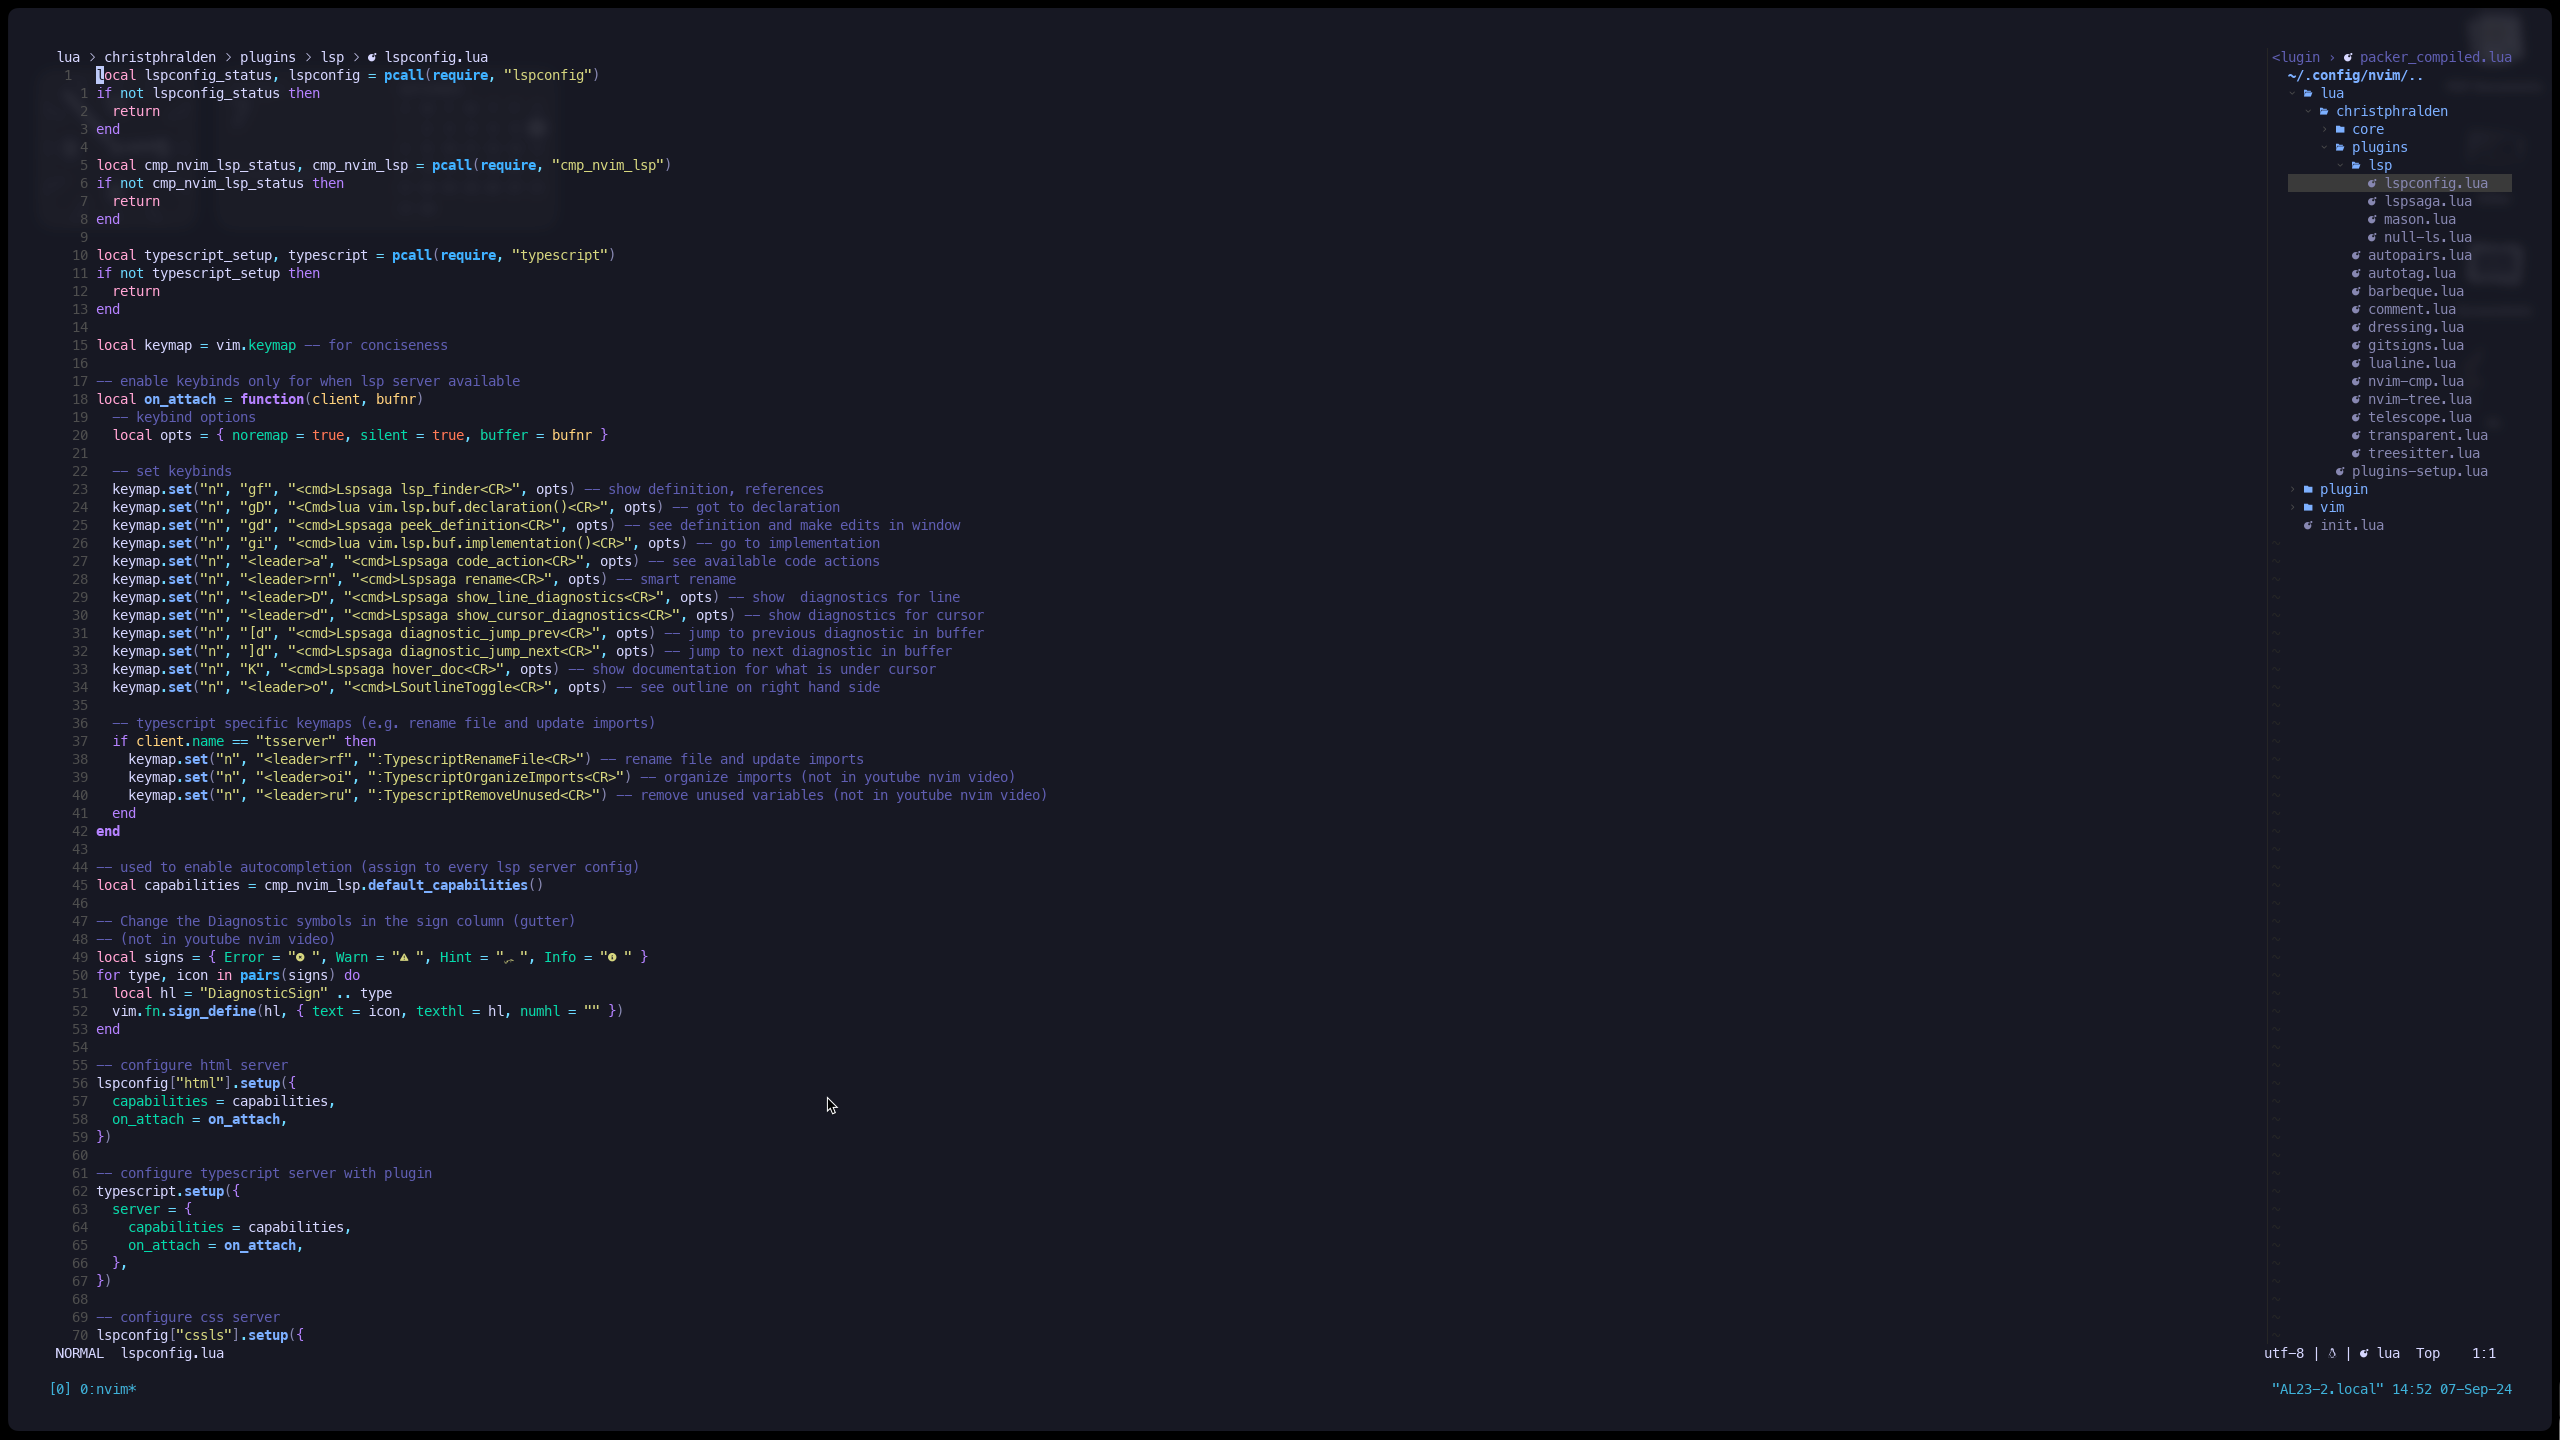 lua > christphralden > plugins > lsp > lspconfig.lua
1 local lspconfig_status, lspconfig = pcall(require, "lspconfig")
1 if not lspconfig_status then
2 return
3 end
4
5 local cmp_nvim_lsp_status, cmp_nvim_lsp = pcall(require, "cmp_nvim_lsp")
6 if not cmp_nvim_lsp_status then
7 return
8 end
9
10 local typescript_setup, typescript = pcall(require, "typescript")
11 if not typescript_setup then
12 return
13 end
14
15 local keymap = vim.keymap -- for conciseness
16
17 -- enable keybinds only for when lsp server available
18 local on_attach = function(client, bufnr)
19 -- keybind options
20 local opts = { noremap = true, silent = true, buffer = bufnr }
21
22 -- set keybinds
23 keymap.set("n", "gf", "<cmd>Lspsaga lsp_finder<CR>", opts) -- show definition, references
24 keymap.set("n", "gD", "<Cmd>lua vim.lsp.buf.declaration()<CR>", opts) -- got to declaration
25 keymap.set("n", "gd", "<cmd>Lspsaga peek_definition<CR>", opts) -- see definition and make edits in window
26 keymap.set("n", "gi", "<cmd>lua vim.lsp.buf.implementation()<CR>", opts) -- go to implementation
27 keymap.set("n", "<leader>a", "<cmd>Lspsaga code_action<CR>", opts) -- see available code actions
28 keymap.set("n", "<leader>rn", "<cmd>Lspsaga rename<CR>", opts) -- smart rename
29 keymap.set("n", "<leader>D", "<cmd>Lspsaga show_line_diagnostics<CR>", opts) -- show  diagnostics for line
30 keymap.set("n", "<leader>d", "<cmd>Lspsaga show_cursor_diagnostics<CR>", opts) -- show diagnostics for cursor
31 keymap.set("n", "[d", "<cmd>Lspsaga diagnostic_jump_prev<CR>", opts) -- jump to previous diagnostic in buffer
32 keymap.set("n", "]d", "<cmd>Lspsaga diagnostic_jump_next<CR>", opts) -- jump to next diagnostic in buffer
33 keymap.set("n", "K", "<cmd>Lspsaga hover_doc<CR>", opts) -- show documentation for what is under cursor
34 keymap.set("n", "<leader>o", "<cmd>LSoutlineToggle<CR>", opts) -- see outline on right hand side
35
36 -- typescript specific keymaps (e.g. rename file and update imports)
37 if client.name == "tsserver" then
38 keymap.set("n", "<leader>rf", ":TypescriptRenameFile<CR>") -- rename file and update imports
39 keymap.set("n", "<leader>oi", ":TypescriptOrganizeImports<CR>") -- organize imports (not in youtube nvim video)
40 keymap.set("n", "<leader>ru", ":TypescriptRemoveUnused<CR>") -- remove unused variables (not in youtube nvim video)
41 end
42 end
43
44 -- used to enable autocompletion (assign to every lsp server config)
45 local capabilities = cmp_nvim_lsp.default_capabilities()
46
47 -- Change the Diagnostic symbols in the sign column (gutter)
48 -- (not in youtube nvim video)
49 local signs = { Error = " ", Warn = " ", Hint = " ", Info = " " }
50 for type, icon in pairs(signs) do
51 local hl = "DiagnosticSign" .. type
52 vim.fn.sign_define(hl, { text = icon, texthl = hl, numhl = "" })
53 end
54
55 -- configure html server
56 lspconfig["html"].setup({
57 capabilities = capabilities,
58 on_attach = on_attach,
59 })
60
61 -- configure typescript server with plugin
62 typescript.setup({
63 server = {
64 capabilities = capabilities,
65 on_attach = on_attach,
66 },
67 })
68
69 -- configure css server
70 lspconfig["cssls"].setup({
NORMAL lspconfig.lua
utf-8 | | lua Top 1:1
[0] 0:nvim*
"AL23-2.local" 14:52 07-Sep-24
<lugin > packer_compiled.lua
~/.config/nvim/..
lua
christphralden
core
plugins
lsp
lspconfig.lua
lspsaga.lua
mason.lua
null-ls.lua
autopairs.lua
autotag.lua
barbeque.lua
comment.lua
dressing.lua
gitsigns.lua
lualine.lua
nvim-cmp.lua
nvim-tree.lua
telescope.lua
transparent.lua
treesitter.lua
plugins-setup.lua
plugin
vim
init.lua